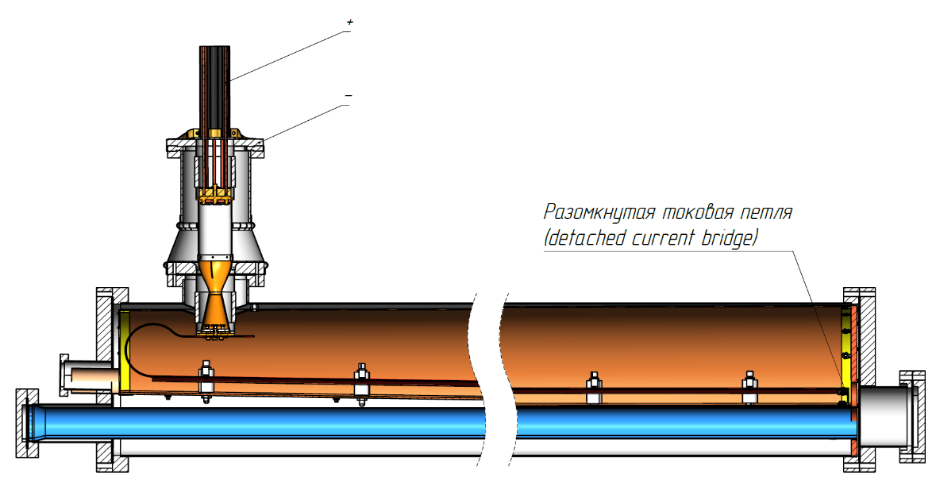 +
−
Разомкнутая токовая петля
(detached current bridge)